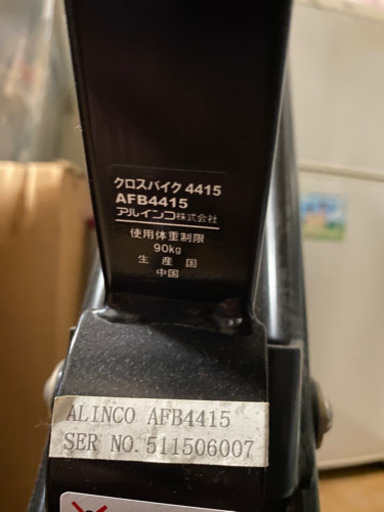 クロスバイク 4415
AFB4415
アルインコ株式会社
使用体重制限
90kg
生産国
中国
ALINCO AFB4415
SER NO. 511506007